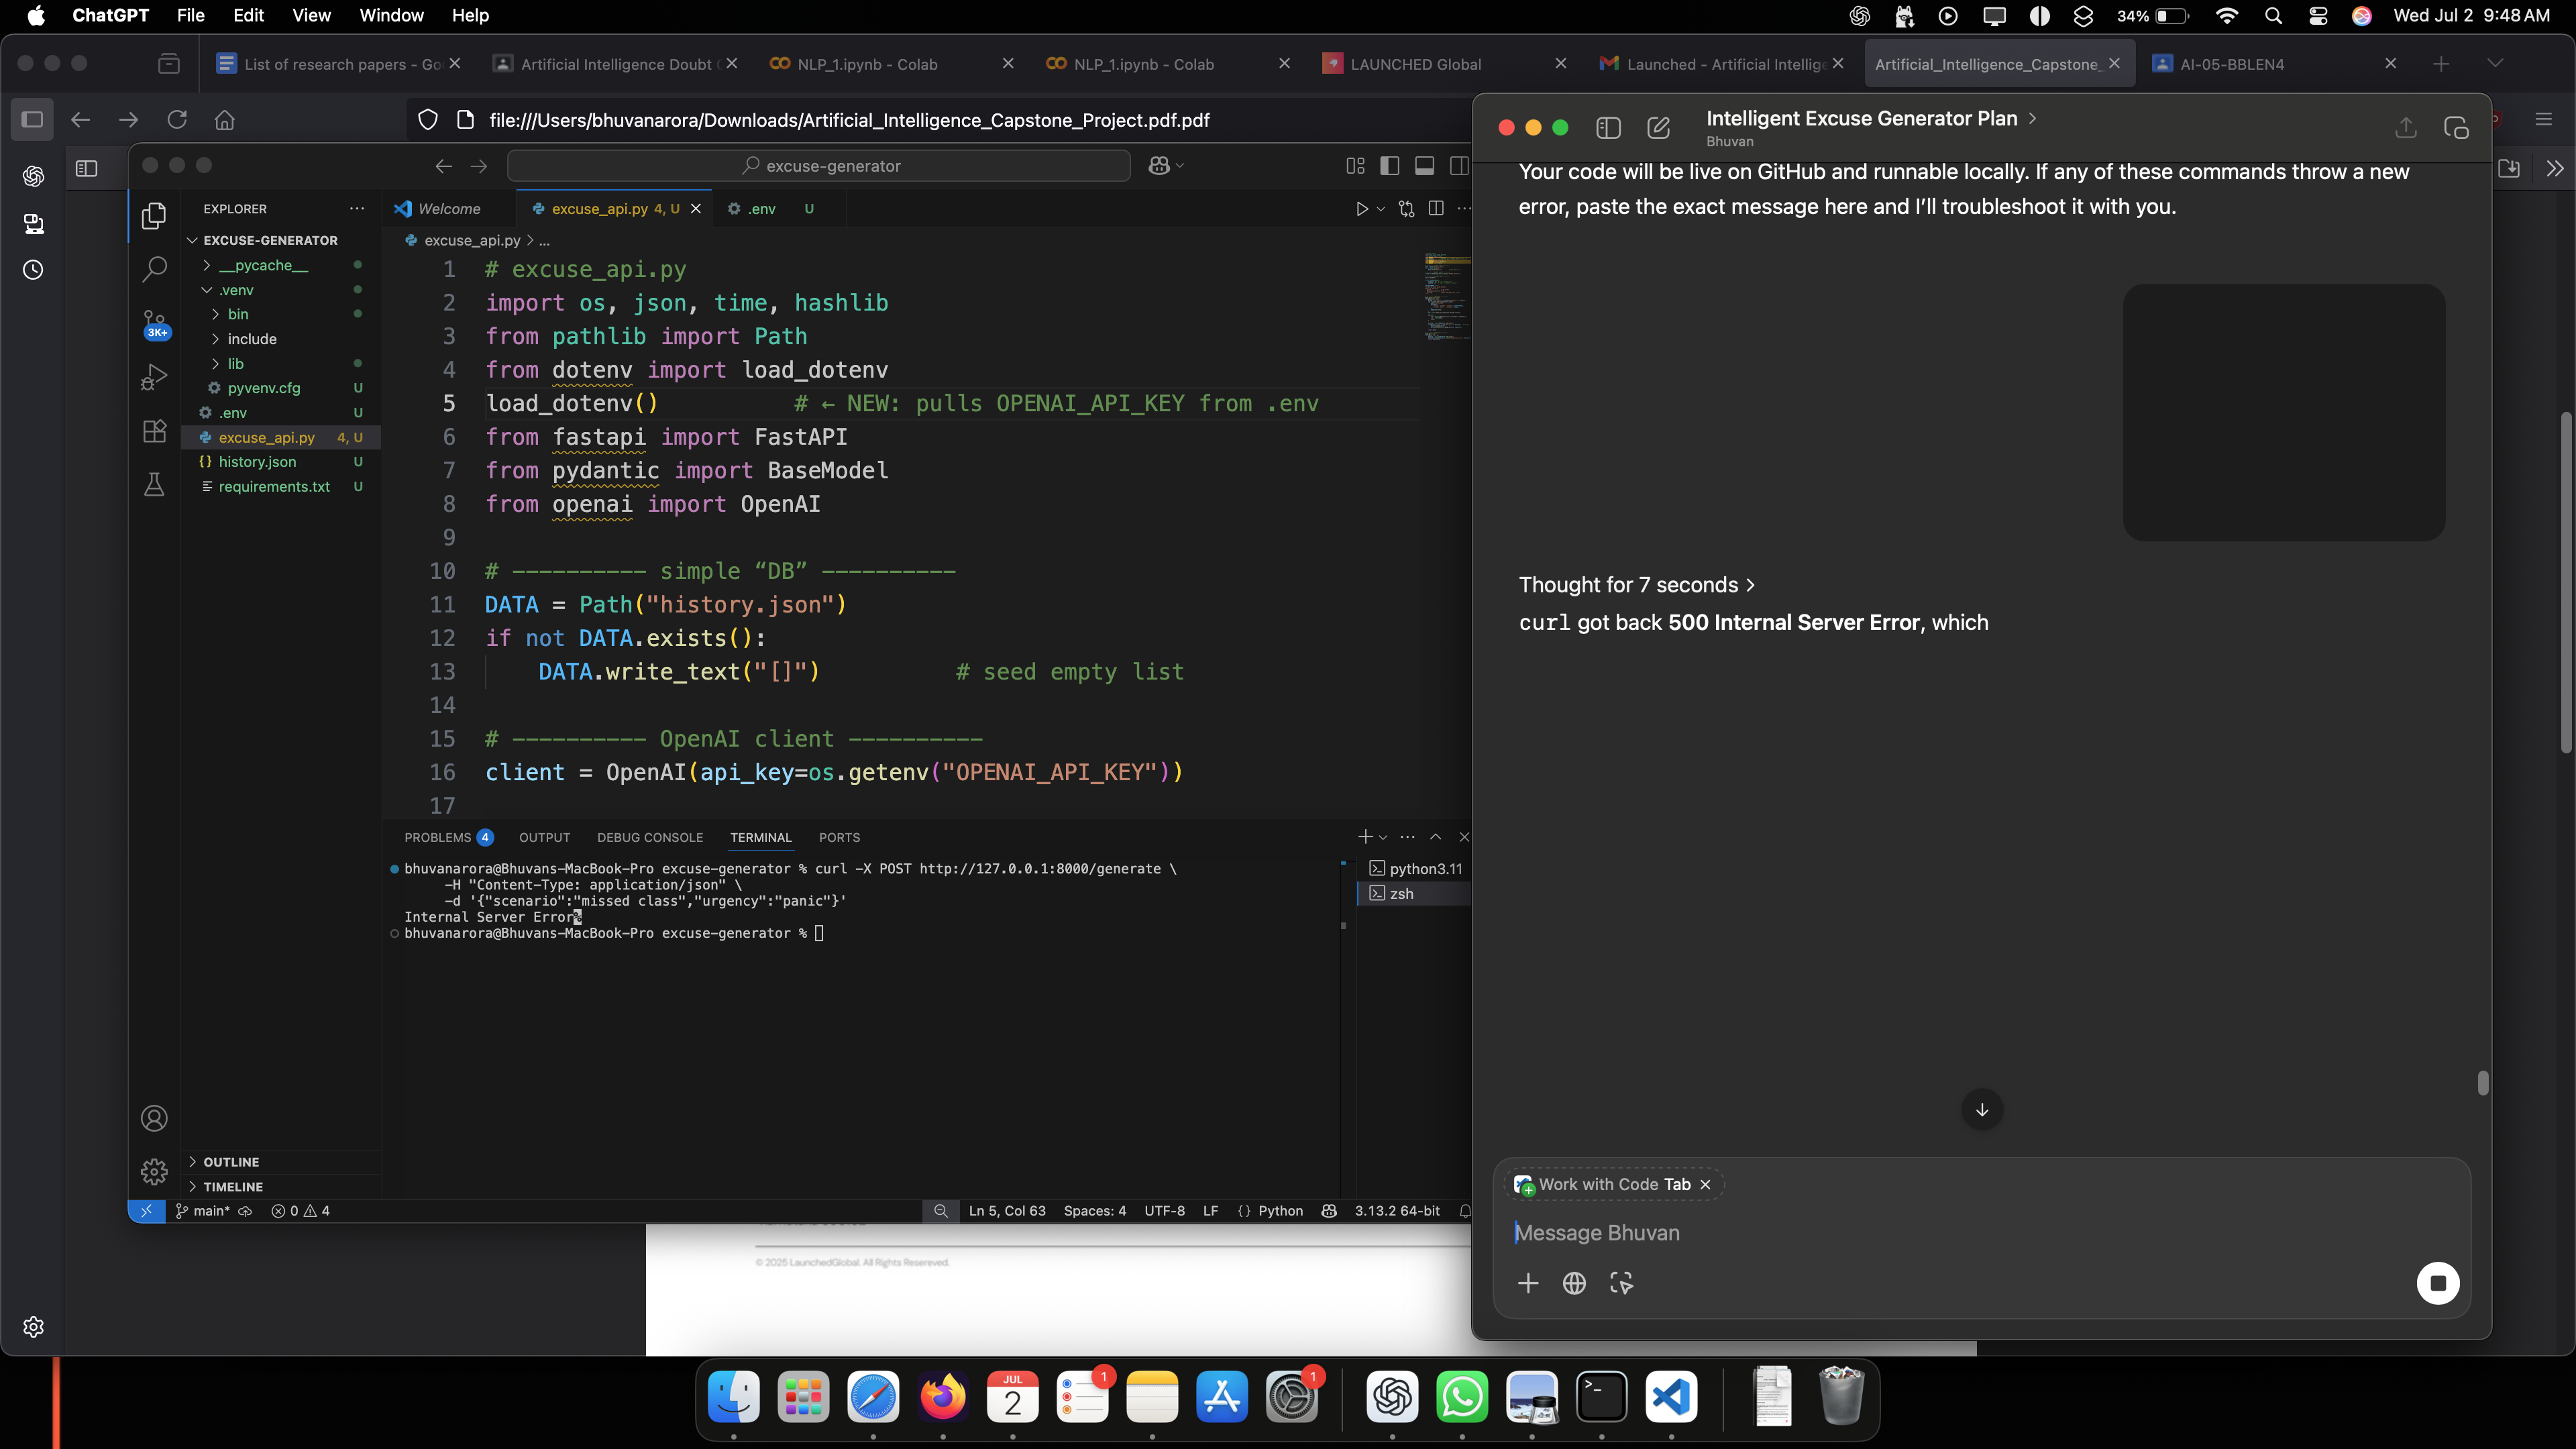 ChatGPT File Edit View Window Help
34% Wed Jul 2 9:48 AM
List of research papers - Go
Artificial Intelligence Doubt
NLP_1.ipynb - Colab
NLP_1.ipynb - Colab
LAUNCHED Global
Launched - Artificial Intellige
Artificial_Intelligence_Capstone_
AI-05-BBLEN4
file:///Users/bhuvanarora/Downloads/Artificial_Intelligence_Capstone_Project.pdf.pdf
excuse-generator
EXPLORER
EXCUSE-GENERATOR
__pycache__
.venv
bin
include
lib
pyvenv.cfg U
.env U
excuse_api.py 4, U
history.json U
requirements.txt U
3K+
OUTLINE
TIMELINE
Welcome
excuse_api.py 4, U
.env U
excuse_api.py > ...
1 # excuse_api.py
2 import os, json, time, hashlib
3 from pathlib import Path
4 from dotenv import load_dotenv
5 load_dotenv() # ← NEW: pulls OPENAI_API_KEY from .env
6 from fastapi import FastAPI
7 from pydantic import BaseModel
8 from openai import OpenAI
9
10 # ────────── simple “DB” ──────────
11 DATA = Path("history.json")
12 if not DATA.exists():
13 DATA.write_text("[]") # seed empty list
14
15 # ────────── OpenAI client ──────────
16 client = OpenAI(api_key=os.getenv("OPENAI_API_KEY"))
17
PROBLEMS 4 OUTPUT DEBUG CONSOLE TERMINAL PORTS
bhuvanarora@Bhuvans-MacBook-Pro excuse-generator % curl -X POST http://127.0.0.1:8000/generate \
-H "Content-Type: application/json" \
-d '{"scenario":"missed class","urgency":"panic"}'
Internal Server Error%
bhuvanarora@Bhuvans-MacBook-Pro excuse-generator %
python3.11
zsh
main* 0 4
Ln 5, Col 63 Spaces: 4 UTF-8 LF {} Python 3.13.2 64-bit
© 2025 LaunchedGlobal. All Rights Resereved.
Intelligent Excuse Generator Plan >
Bhuvan
Your code will be live on GitHub and runnable locally. If any of these commands throw a new
error, paste the exact message here and I’ll troubleshoot it with you.
Thought for 7 seconds >
curl got back 500 Internal Server Error, which
Work with Code Tab
Message Bhuvan
JUL
2
1
1